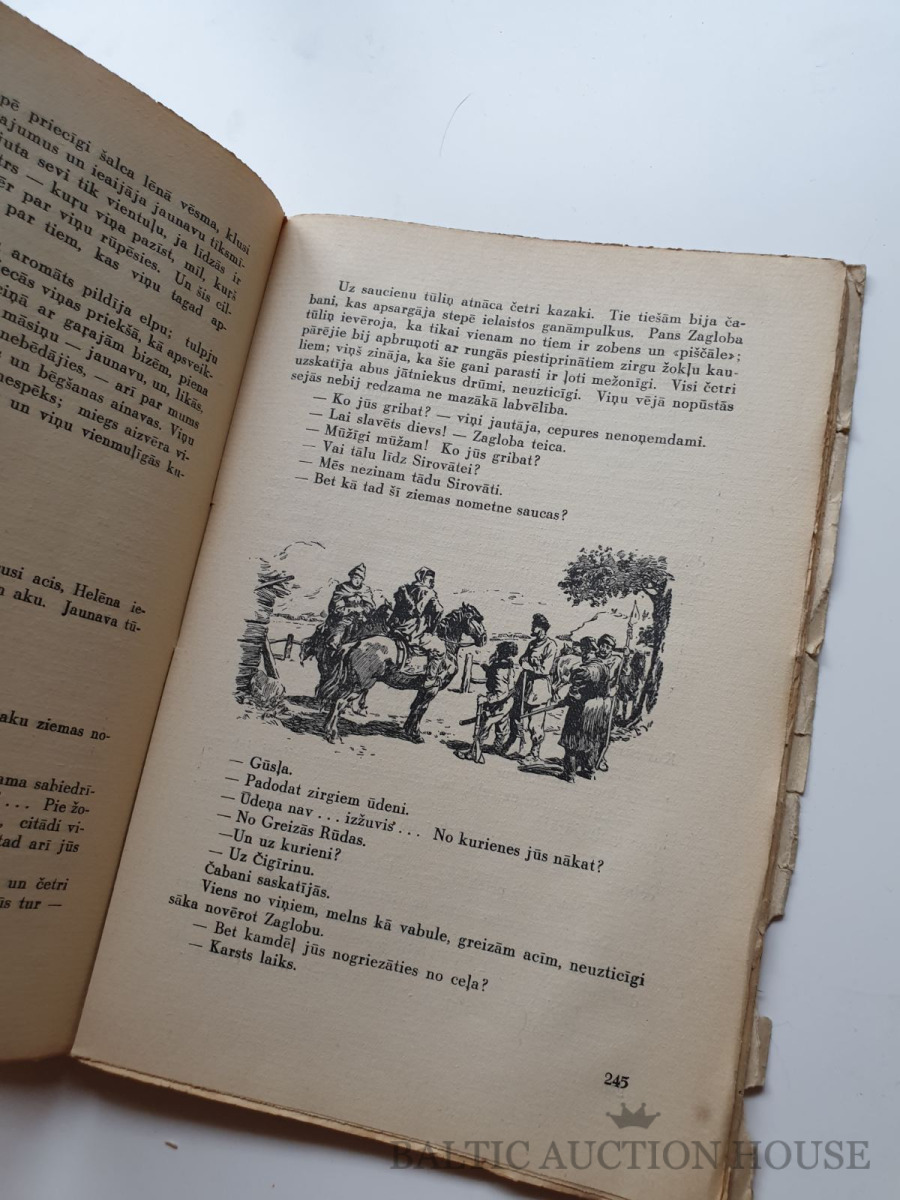 pē priecīgi šalca lēnā vēsma, klusi
ajumus un ieaijāja jaunavu tīksmī-
juta sevi tik vientuļu, ja līdzās ir
trs — kuŗu viņa pazīst, mīl, kuŗš
ēr par viņu rūpēsies. Un šis cil-
par tiem, kas viņu tagad ap-
aromāts pildīja elpu; tulpju
iecās viņas priekšā, kā apsveik-
ciņā ar garajām bizēm, piena
māsiņu — jaunavu, un, likās,
nebēdājies, — arī par mums
s un bēgšanas ainavas. Viņu
nespēks; miegs aizvēra vi-
un viņu vienmuļīgās ku-
usi acis, Helēna ie-
n aku. Jaunava tū-
aku ziemas no-
ama sabiedrī-
... Pie žo-
, citādi vi-
tad arī jūs
un četri
ūs tur —
Uz saucienu tūliņ atnāca četri kazaki. Tie tiešām bija ča-
bani, kas apsargāja stepē ielaistos ganāmpulkus. Pans Zagloba
tūliņ ievēroja, ka tikai vienam no tiem ir zobens un «piščāle»;
pārējie bij apbruņoti ar rungās piestiprinātiem zirgu žokļu kau-
liem; viņš zināja, ka šie gani parasti ir ļoti mežonīgi. Visi četri
uzskatīja abus jātniekus drūmi, neuzticīgi. Viņu vējā nopūstās
sejās nebij redzama ne mazākā labvēlība.
— Ko jūs gribat? — viņi jautāja, cepures nenoņemdami.
— Lai slavēts dievs! — Zagloba teica.
— Mūžīgi mūžam! Ko jūs gribat?
— Vai tālu līdz Sirovātei?
— Mēs nezinam tādu Sirovāti.
— Bet kā tad šī ziemas nometne saucas?
— Gūsļa.
— Padodat zirgiem ūdeni.
— Ūdeņa nav ... izžuvis ... No kurienes jūs nākat?
— No Greizās Rūdas.
—Un uz kurieni?
— Uz Čigīrinu.
Čabani saskatījās.
Viens no viņiem, melns kā vabule, greizām acīm, neuzticīgi
sāka novērot Zaglobu.
— Bet kamdēļ jūs nogriezāties no ceļa?
— Karsts laiks.
245
BALTIC AUCTION HOUSE